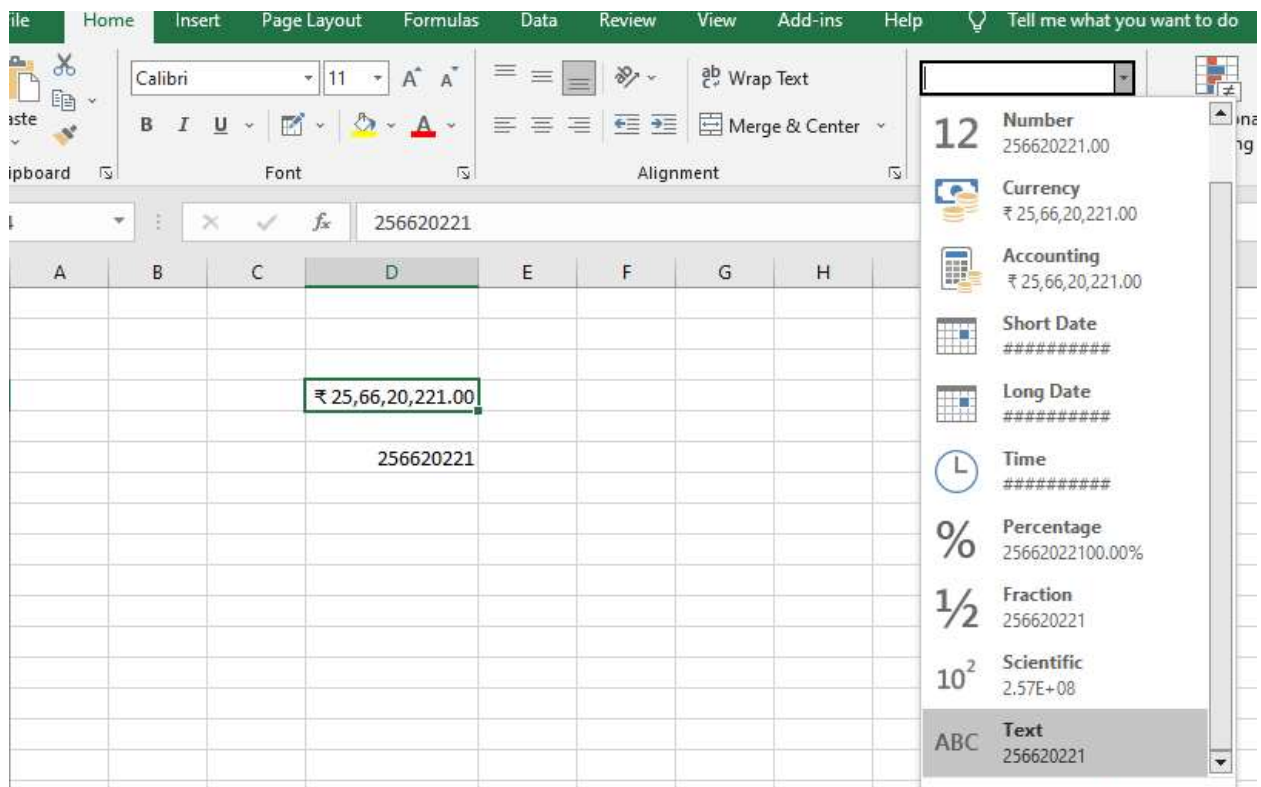 ile Home Insert Page Layout Formulas Data Review View Add-ins Help Tell me what you want to do
Calibri 11 A A ab Wrap Text
aste B I U A Merge & Center
ipboard Font Alignment
fx 256620221
A B C D E F G H
₹ 25,66,20,221.00
256620221
12 Number
256620221.00
Currency
₹ 25,66,20,221.00
Accounting
₹ 25,66,20,221.00
Short Date
##########
Long Date
##########
Time
##########
% Percentage
25662022100.00%
1/2 Fraction
256620221
10² Scientific
2.57E+08
ABC Text
256620221